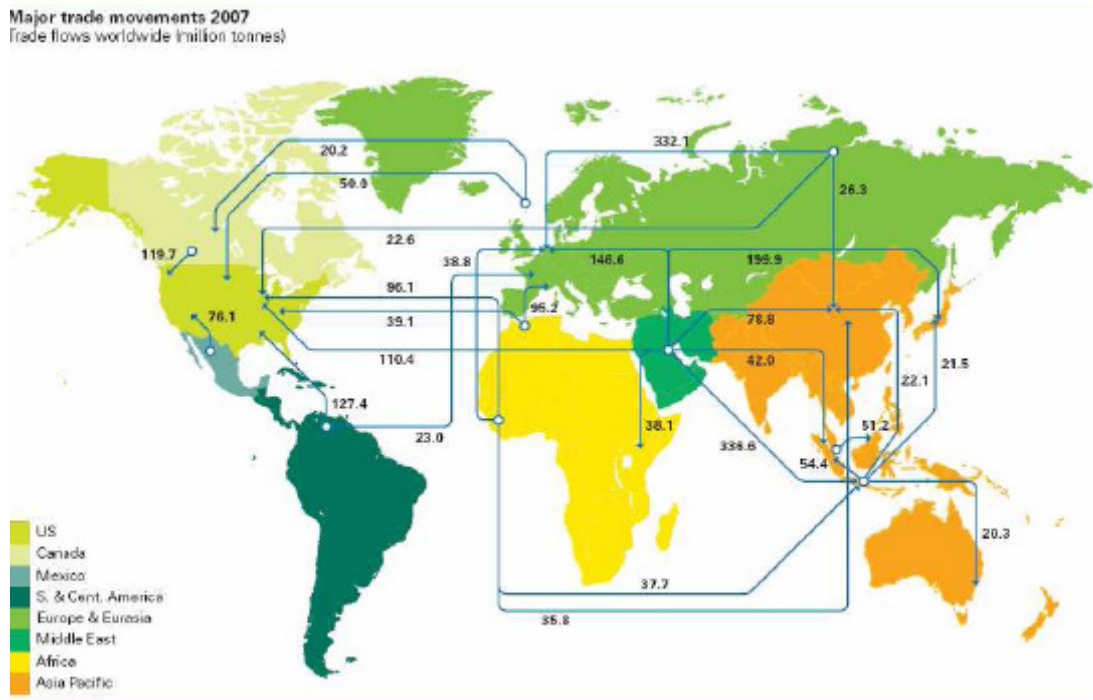 Major trade movements 2007
Trade flows worldwide (million tonnes)
20.2
332.1
50.0
26.3
22.6
119.7
38.8
146.6
199.9
96.1
95.2
76.1
39.1
78.8
110.4
42.0
22.1
21.5
127.4
23.0
38.1
51.2
336.6
54.4
20.3
37.7
35.8
US
Canada
Mexico
S. & Cent. America
Europe & Eurasia
Middle East
Africa
Asia Pacific